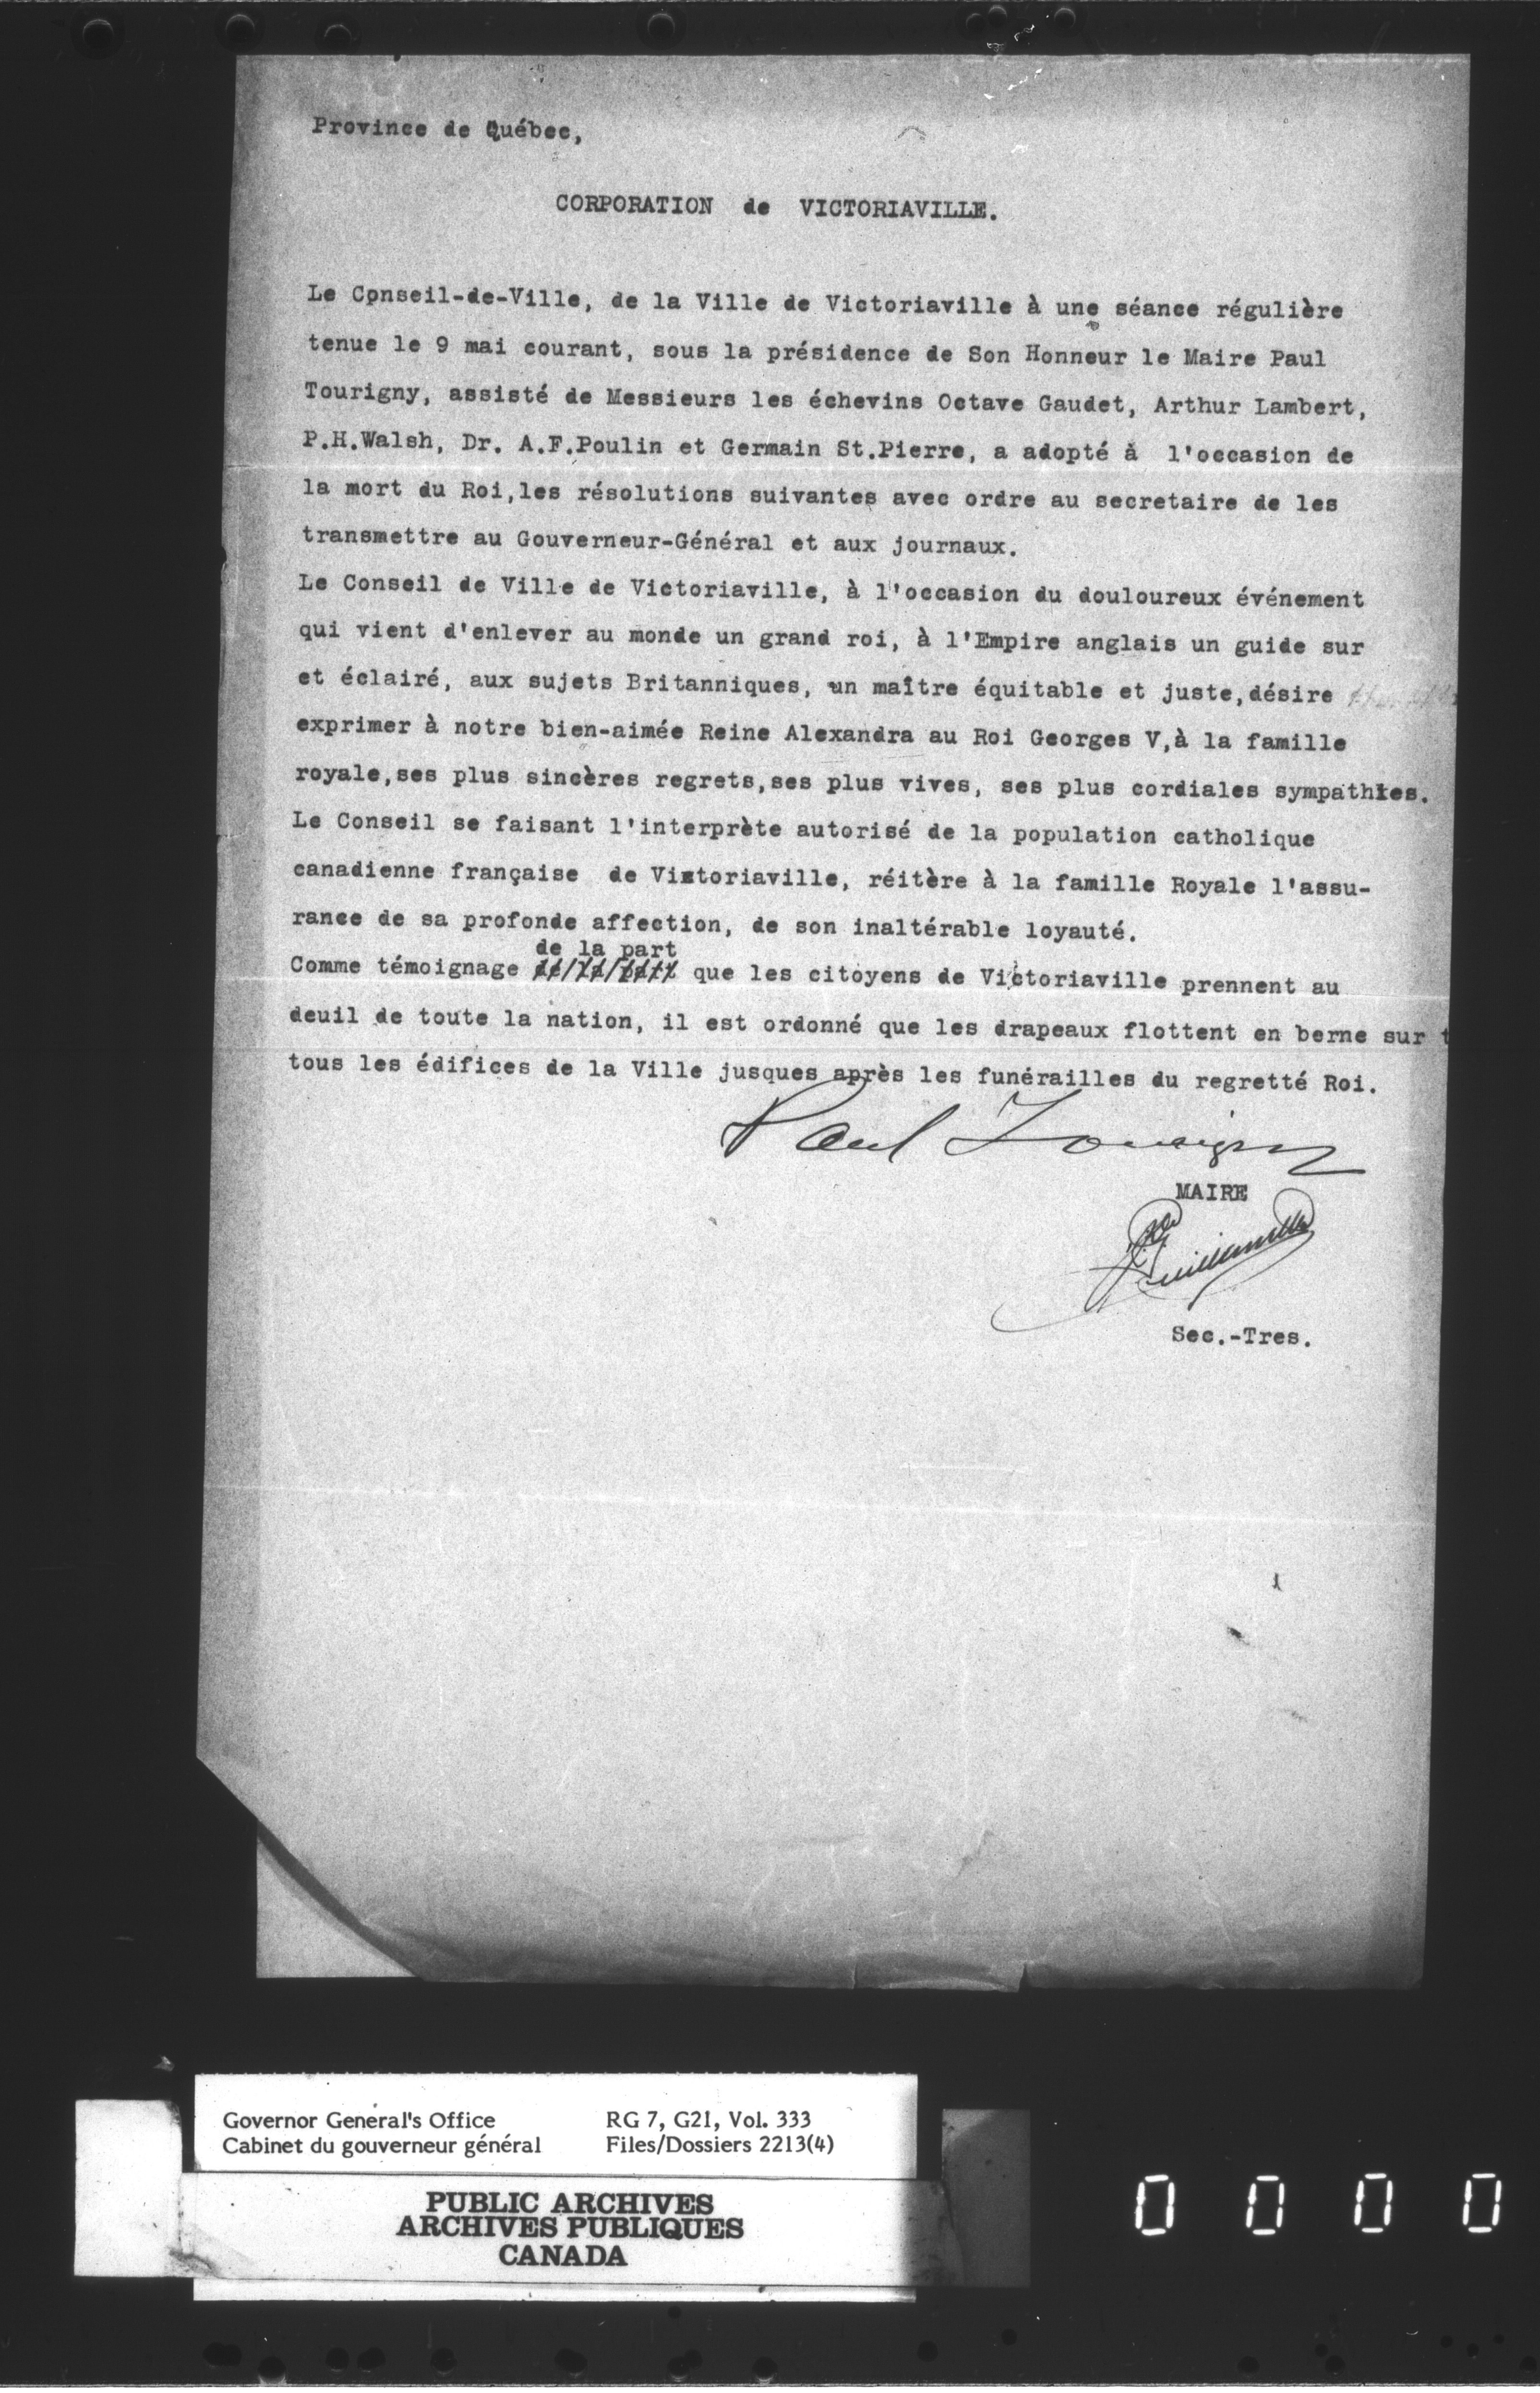 Province de Québec,
CORPORATION de VICTORIAVILLE.
Le Conseil-de-Ville, de la Ville de Victoriaville à une séance régulière
tenue le 9 mai courant, sous la présidence de Son Honneur le Maire Paul
Tourigny, assisté de Messieurs les échevins Octave Gaudet, Arthur Lambert,
P.H.Walsh, Dr. A.F.Poulin et Germain St.Pierre, a adopté à l'occasion de
la mort du Roi,les résolutions suivantes avec ordre au secretaire de les
transmettre au Gouverneur-Général et aux journaux.
Le Conseil de Ville de Victoriaville, à l'occasion du douloureux événement
qui vient d'enlever au monde un grand roi, à l'Empire anglais un guide sur
et éclairé, aux sujets Britanniques, un maître équitable et juste,désire
exprimer à notre bien-aimée Reine Alexandra au Roi Georges V,à la famille
royale,ses plus sincères regrets,ses plus vives, ses plus cordiales sympathies.
Le Conseil se faisant l'interprète autorisé de la population catholique
canadienne française de Vixtoriaville, réitère à la famille Royale l'assu-
rance de sa profonde affection, de son inaltérable loyauté.
de la part
Comme témoignage que les citoyens de Victoriaville prennent au
deuil de toute la nation, il est ordonné que les drapeaux flottent en berne sur t
tous les édifices de la Ville jusques après les funérailles du regretté Roi.
Paul Tourigny
MAIRE
Sec.-Tres.
Governor General's Office RG 7, G21, Vol. 333
Cabinet du gouverneur général Files/Dossiers 2213(4)
PUBLIC ARCHIVES
ARCHIVES PUBLIQUES
CANADA
0 0 0 0